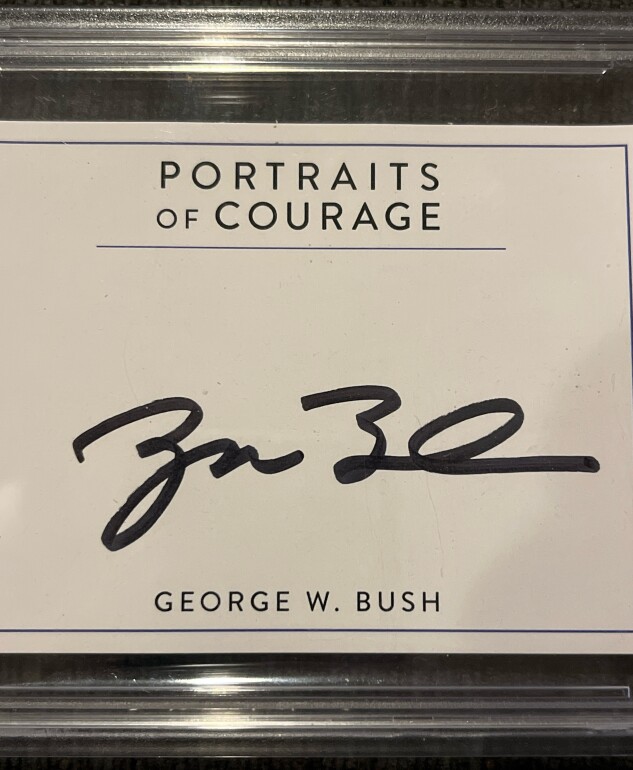 PORTRAITS
OF COURAGE
GEORGE W. BUSH